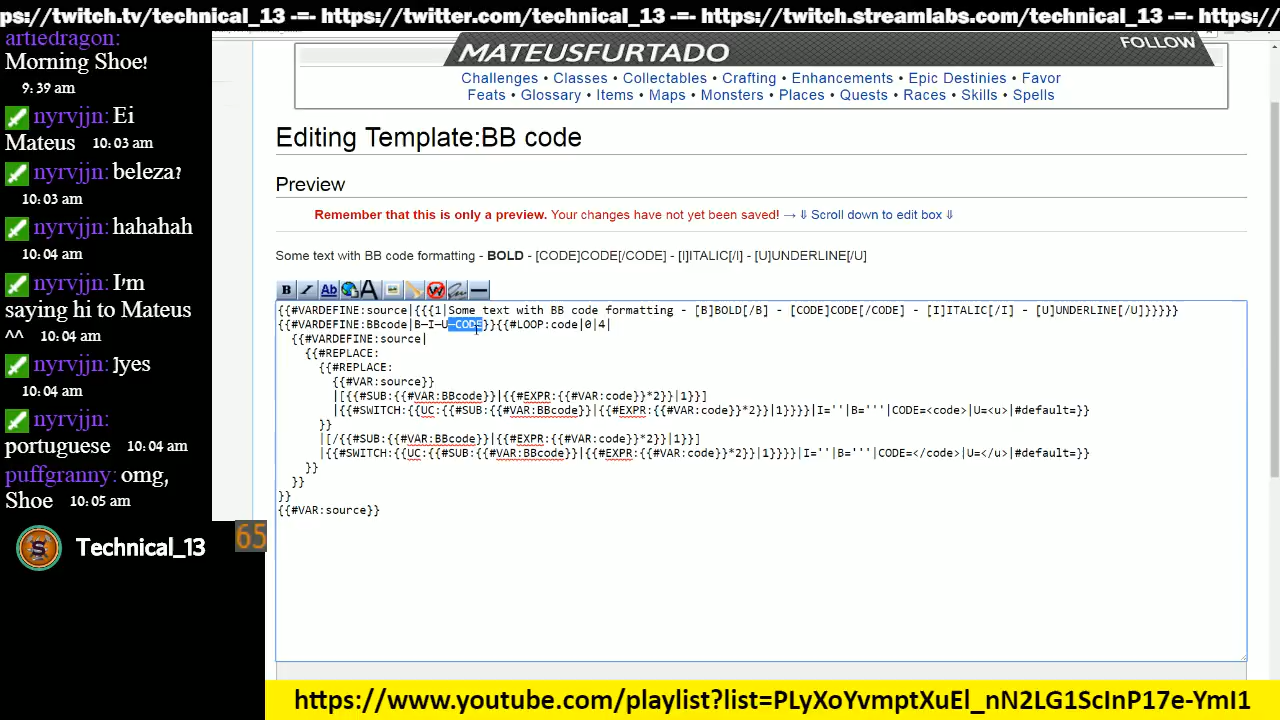 ps://twitch.tv/technical_13 -=- https://twitter.com/technical_13 -=- https://twitch.streamlabs.com/technical_13 -=- https:/
artiedragon:
Morning Shoe!
9:39 am
nyrvjjn: Ei
Mateus 10:03 am
nyrvjjn: beleza?
10:03 am
nyrvjjn: hahahah
10:04 am
nyrvjjn: I'm
saying hi to Mateus
^^ 10:04 am
nyrvjjn: ]yes
10:04 am
nyrvjjn:
portuguese 10:04 am
puffgranny: omg,
Shoe 10:05 am
Technical_13
65
MATEUSFURTADO
FOLLOW
Challenges • Classes • Collectables • Crafting • Enhancements • Epic Destinies • Favor
Feats • Glossary • Items • Maps • Monsters • Places • Quests • Races • Skills • Spells
Editing Template:BB code
Preview
Remember that this is only a preview. Your changes have not yet been saved! → ⇓ Scroll down to edit box ⇓
Some text with BB code formatting - BOLD - [CODE]CODE[/CODE] - [I]ITALIC[/I] - [U]UNDERLINE[/U]
B I Ab A W
{{#VARDEFINE:source|{{{1|Some text with BB code formatting - [B]BOLD[/B] - [CODE]CODE[/CODE] - [I]ITALIC[/I] - [U]UNDERLINE[/U]}}}}}
{{#VARDEFINE:BBcode|B—I—U—CODE}}{{#LOOP:code|0|4|
{{#VARDEFINE:source|
{{#REPLACE:
{{#REPLACE:
{{#VAR:source}}
|[{{#SUB:{{#VAR:BBcode}}|{{#EXPR:{{#VAR:code}}*2}}|1}}]
|{{#SWITCH:{{UC:{{#SUB:{{#VAR:BBcode}}|{{#EXPR:{{#VAR:code}}*2}}|1}}}}|I=''|B='''|CODE=<code>|U=<u>|#default=}}
}}
|[/{{#SUB:{{#VAR:BBcode}}|{{#EXPR:{{#VAR:code}}*2}}|1}}]
|{{#SWITCH:{{UC:{{#SUB:{{#VAR:BBcode}}|{{#EXPR:{{#VAR:code}}*2}}|1}}}}|I=''|B='''|CODE=</code>|U=</u>|#default=}}
}}
}}
}}
{{#VAR:source}}
https://www.youtube.com/playlist?list=PLyXoYvmptXuEl_nN2LG1ScInP17e-YmI1